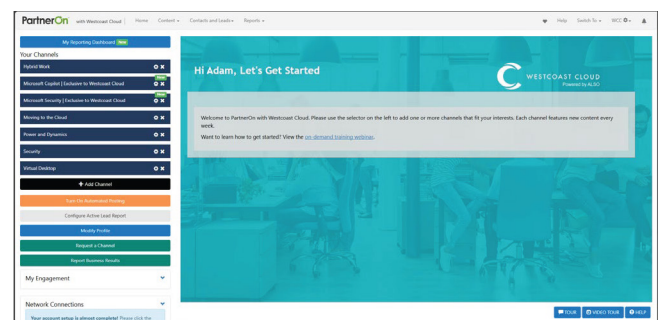 PartnerOn with Westcoast Cloud
Home Content Contacts and Leads Reports
Help Switch To WCC
My Reporting Dashboard New
Your Channels
Hybrid Work
New
Microsoft Copilot | Exclusive to Westcoast Cloud
New
Microsoft Security | Exclusive to Westcoast Cloud
Moving to the Cloud
Power and Dynamics
Security
Virtual Desktop
+ Add Channel
Turn On Automated Posting
Configure Active Lead Report
Modify Profile
Request a Channel
Report Business Results
My Engagement
Network Connections
Your account setup is almost complete! Please click the
Hi Adam, Let's Get Started
WESTCOAST CLOUD
Powered by ALSO
Welcome to PartnerOn with Westcoast Cloud. Please use the selector on the left to add one or more channels that fit your interests. Each channel features new content every
week.
Want to learn how to get started? View the on-demand training webinar.
TOUR
VIDEO TOUR
HELP